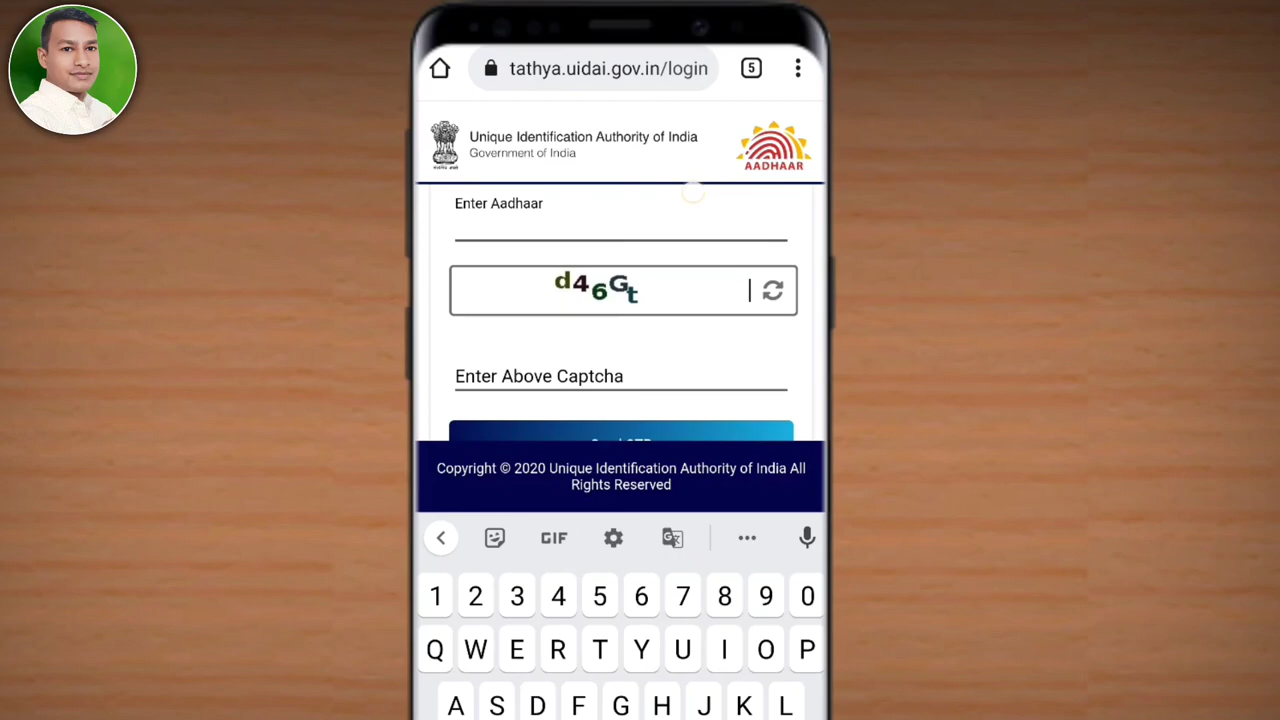 tathya.uidai.gov.in/login
5
Unique Identification Authority of India
Government of India
AADHAAR
Enter Aadhaar
d46Gt
Enter Above Captcha
Copyright © 2020 Unique Identification Authority of India All
Rights Reserved
GIF
1 2 3 4 5 6 7 8 9 0
Q W E R T Y U I O P
A S D F G H J K L